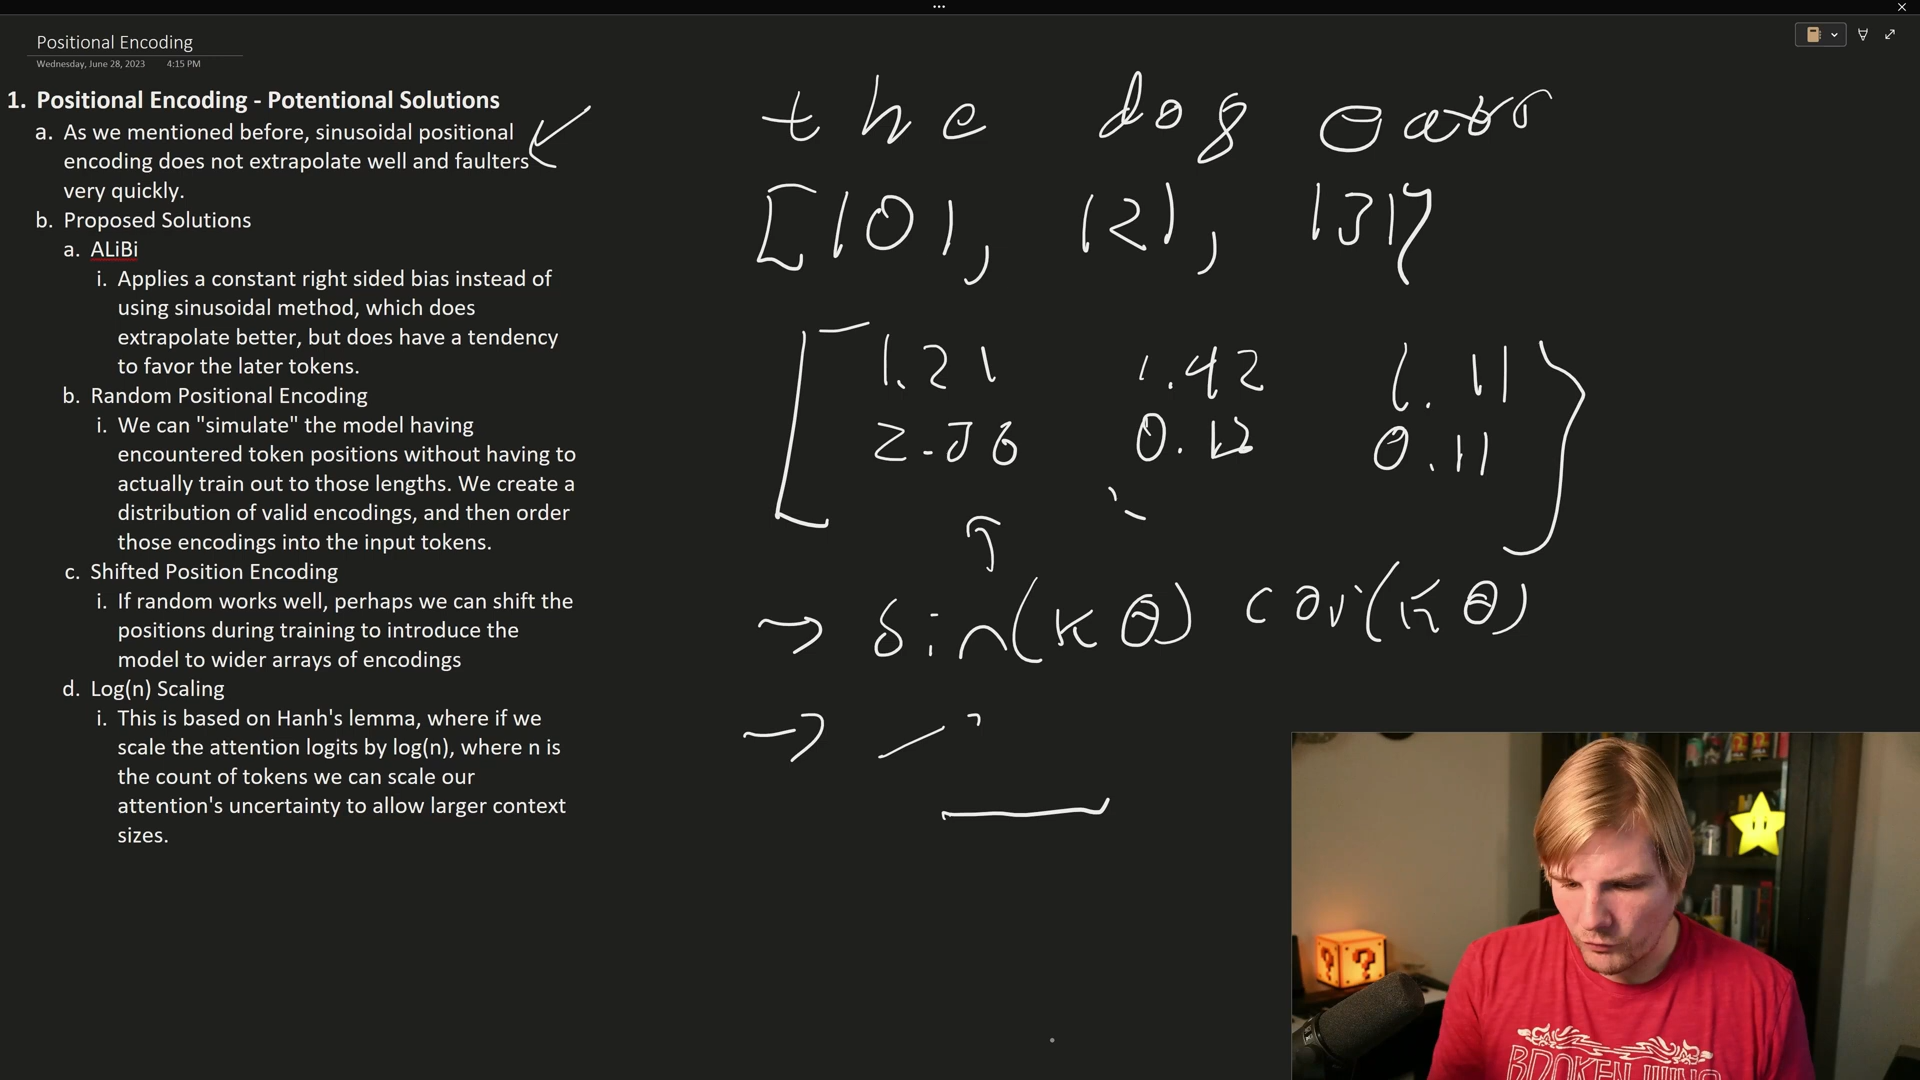 Positional Encoding
Wednesday, June 28, 2023 4:15 PM
1. Positional Encoding - Potentional Solutions
a. As we mentioned before, sinusoidal positional
encoding does not extrapolate well and faulters
very quickly.
b. Proposed Solutions
a. ALiBi
i. Applies a constant right sided bias instead of
using sinusoidal method, which does
extrapolate better, but does have a tendency
to favor the later tokens.
b. Random Positional Encoding
i. We can "simulate" the model having
encountered token positions without having to
actually train out to those lengths. We create a
distribution of valid encodings, and then order
those encodings into the input tokens.
c. Shifted Position Encoding
i. If random works well, perhaps we can shift the
positions during training to introduce the
model to wider arrays of encodings
d. Log(n) Scaling
i. This is based on Hanh's lemma, where if we
scale the attention logits by log(n), where n is
the count of tokens we can scale our
attention's uncertainty to allow larger context
sizes.
the dog
[101, 121, 131]
1.21 1.42 1.11
0.12 0.11
→ sin(kθ) cos(kθ)
BROKEN